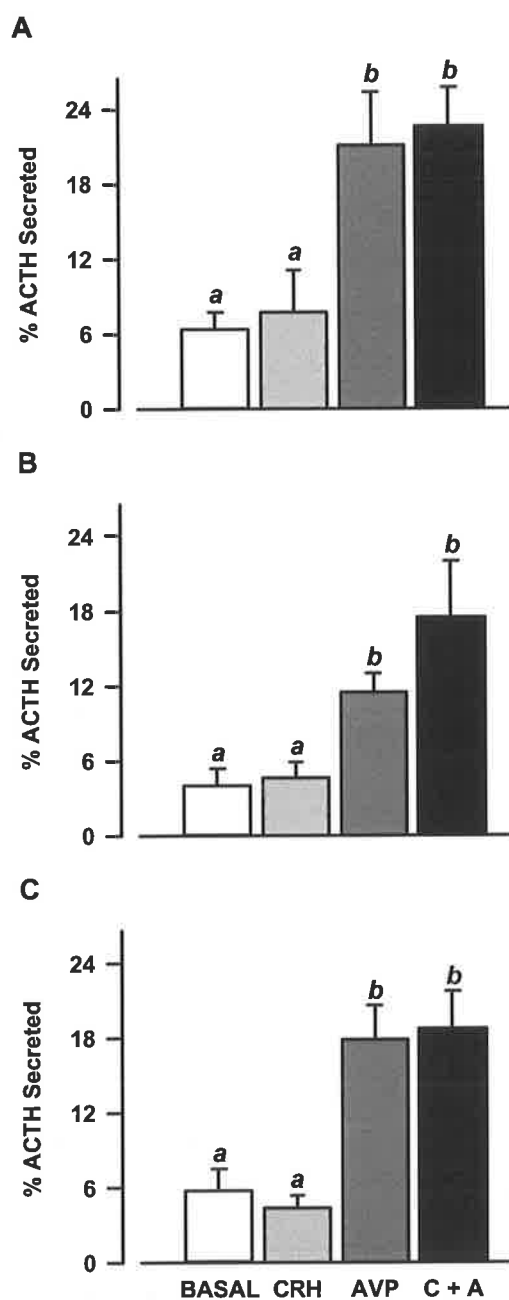 A
% ACTH Secreted
24
18
12
6
0
a
a
b
b
B
% ACTH Secreted
24
18
12
6
0
a
a
b
b
C
% ACTH Secreted
24
18
12
6
0
a
a
b
b
BASAL CRH AVP C + A